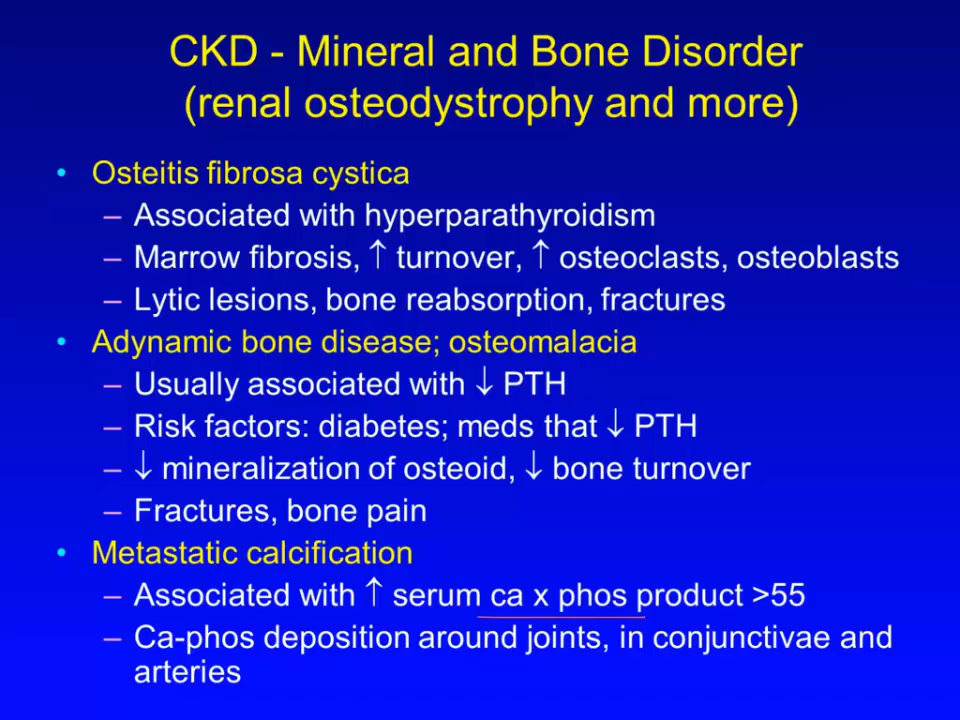 CKD - Mineral and Bone Disorder
(renal osteodystrophy and more)
• Osteitis fibrosa cystica
– Associated with hyperparathyroidism
– Marrow fibrosis, ↑ turnover, ↑ osteoclasts, osteoblasts
– Lytic lesions, bone reabsorption, fractures
• Adynamic bone disease; osteomalacia
– Usually associated with ↓ PTH
– Risk factors: diabetes; meds that ↓ PTH
– ↓ mineralization of osteoid, ↓ bone turnover
– Fractures, bone pain
• Metastatic calcification
– Associated with ↑ serum ca x phos product >55
– Ca-phos deposition around joints, in conjunctivae and
arteries